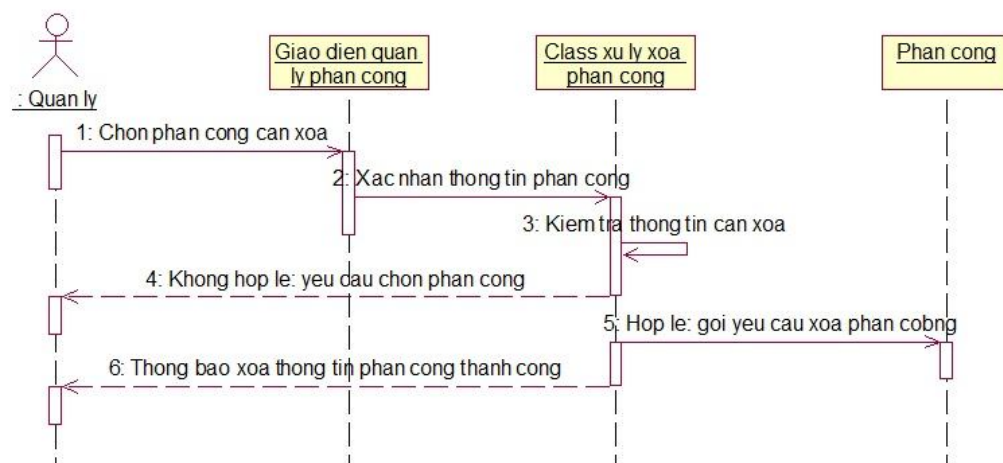 Giao dien quan
ly phan cong
Class xu ly xoa
phan cong
Phan cong
: Quan ly
1: Chon phan cong can xoa
2: Xac nhan thong tin phan cong
3: Kiem tra thong tin can xoa
4: Khong hop le: yeu cau chon phan cong
5: Hop le: goi yeu cau xoa phan cobng
6: Thong bao xoa thong tin phan cong thanh cong